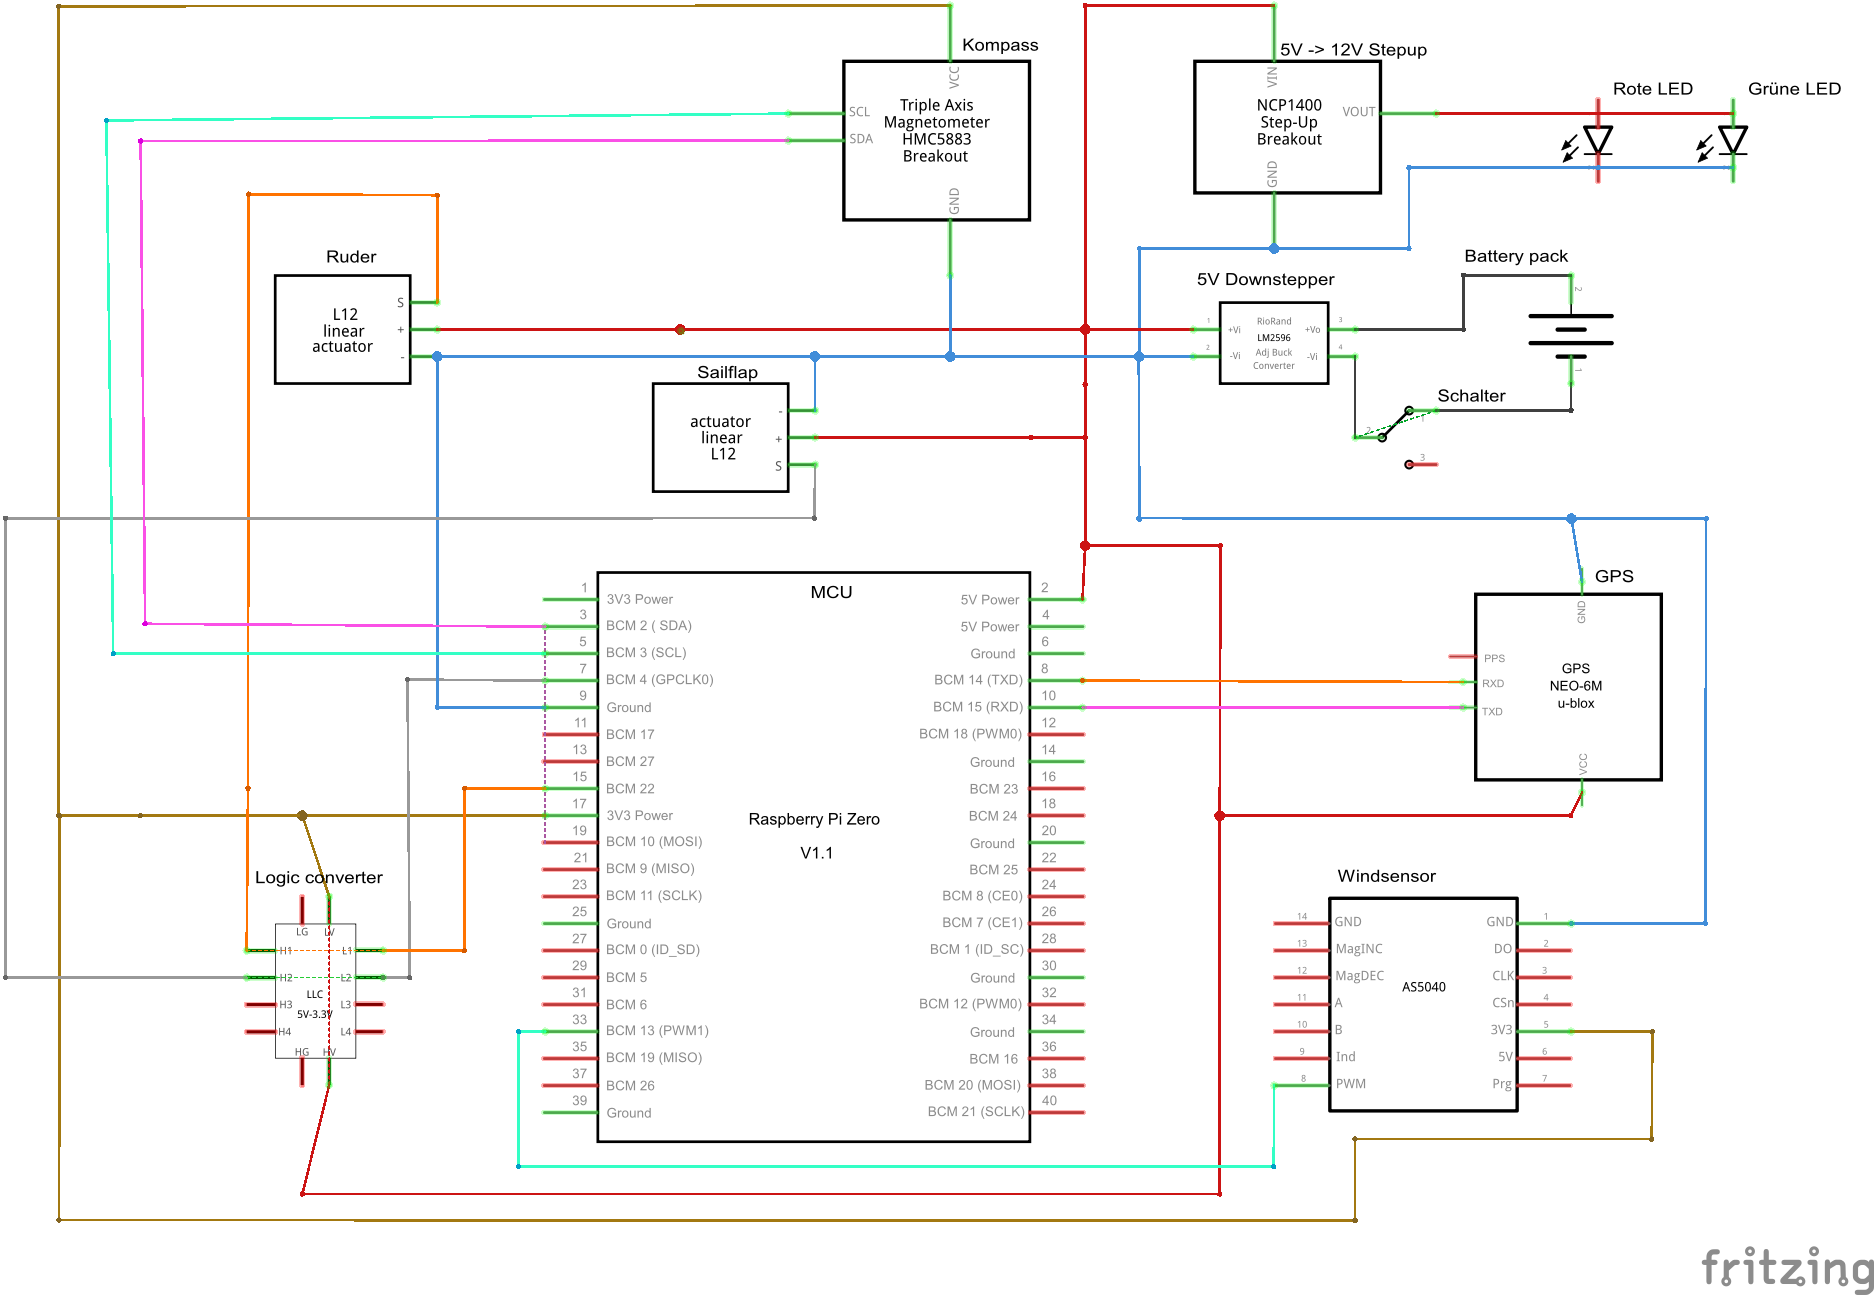 Kompass
VCC
SCL
SDA
Triple Axis
Magnetometer
HMC5883
Breakout
GND
5V -> 12V Stepup
VIN
NCP1400
Step-Up
Breakout
VOUT
GND
Rote LED
Grüne LED
Ruder
L12
linear
actuator
S
+
-
Sailflap
actuator
linear
L12
-
+
S
5V Downstepper
1
2
+Vi
-Vi
RioRand
LM2596
Adj Buck
Converter
+Vo
-Vi
3
4
Battery pack
2
1
Schalter
2
1
3
MCU
Raspberry Pi Zero
V1.1
1 3V3 Power
3 BCM 2 ( SDA)
5 BCM 3 (SCL)
7 BCM 4 (GPCLK0)
9 Ground
11 BCM 17
13 BCM 27
15 BCM 22
17 3V3 Power
19 BCM 10 (MOSI)
21 BCM 9 (MISO)
23 BCM 11 (SCLK)
25 Ground
27 BCM 0 (ID_SD)
29 BCM 5
31 BCM 6
33 BCM 13 (PWM1)
35 BCM 19 (MISO)
37 BCM 26
39 Ground
5V Power 2
5V Power 4
Ground 6
BCM 14 (TXD) 8
BCM 15 (RXD) 10
BCM 18 (PWM0) 12
Ground 14
BCM 23 16
BCM 24 18
Ground 20
BCM 25 22
BCM 8 (CE0) 24
BCM 7 (CE1) 26
BCM 1 (ID_SC) 28
Ground 30
BCM 12 (PWM0) 32
Ground 34
BCM 16 36
BCM 20 (MOSI) 38
BCM 21 (SCLK) 40
GPS
GND
PPS
RXD
TXD
GPS
NEO-6M
u-blox
VCC
Logic converter
LG LV
H1 L1
H2 L2
LLC
H3 L3
5V-3.3V
H4 L4
HG HV
Windsensor
AS5040
14 GND
13 MagINC
12 MagDEC
11 A
10 B
9 Ind
8 PWM
GND 1
DO 2
CLK 3
CSn 4
3V3 5
5V 6
Prg 7
fritzing